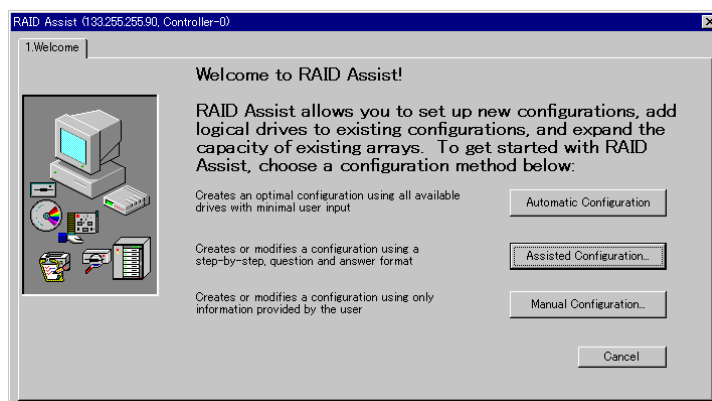 RAID Assist (133.255.255.90, Controller-0)
1.Welcome
Welcome to RAID Assist!
RAID Assist allows you to set up new configurations, add
logical drives to existing configurations, and expand the
capacity of existing arrays. To get started with RAID
Assist, choose a configuration method below:
Creates an optimal configuration using all available
drives with minimal user input
Automatic Configuration
Creates or modifies a configuration using a
step-by-step, question and answer format
Assisted Configuration...
Creates or modifies a configuration using only
information provided by the user
Manual Configuration...
Cancel